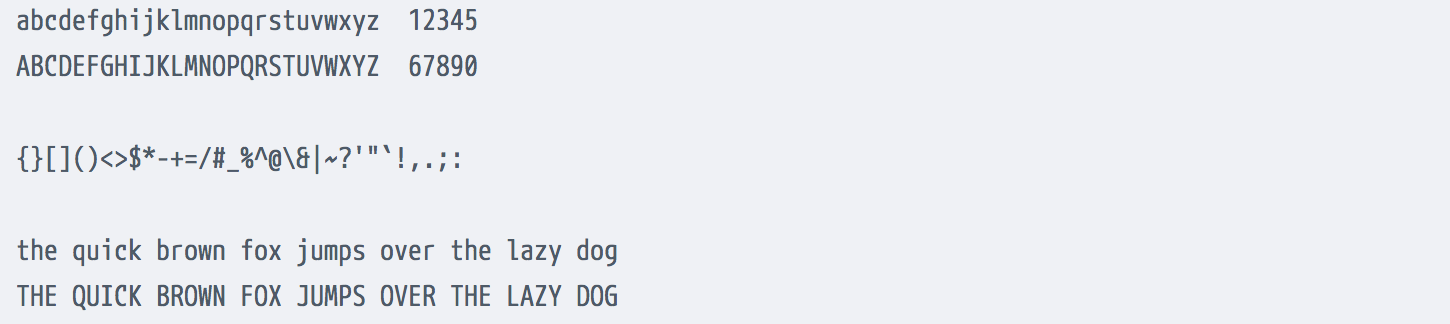 abcdefghijklmnopqrstuvwxyz  12345
ABCDEFGHIJKLMNOPQRSTUVWXYZ  67890
{}[]()<>$*-+=/#_%^@\&|~?'"`!,.;:
the quick brown fox jumps over the lazy dog
THE QUICK BROWN FOX JUMPS OVER THE LAZY DOG